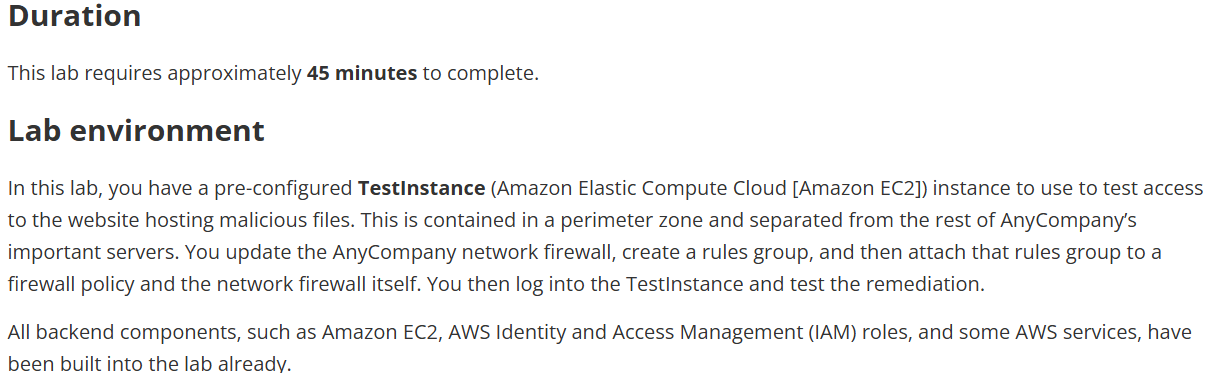 Duration
This lab requires approximately 45 minutes to complete.
Lab environment
In this lab, you have a pre-configured TestInstance (Amazon Elastic Compute Cloud [Amazon EC2]) instance to use to test access
to the website hosting malicious files. This is contained in a perimeter zone and separated from the rest of AnyCompany’s
important servers. You update the AnyCompany network firewall, create a rules group, and then attach that rules group to a
firewall policy and the network firewall itself. You then log into the TestInstance and test the remediation.
All backend components, such as Amazon EC2, AWS Identity and Access Management (IAM) roles, and some AWS services, have
been built into the lab already.